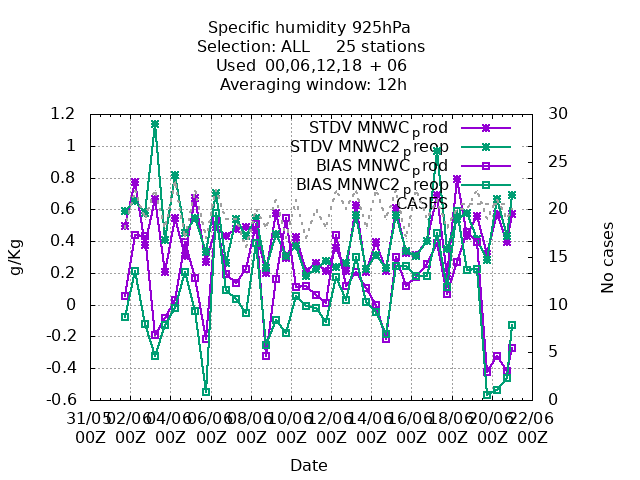 Specific humidity 925hPa
Selection: ALL 25 stations
Used 00,06,12,18 + 06
Averaging window: 12h
STDV MNWCprod
STDV MNWC2preop
BIAS MNWCprod
BIAS MNWC2preop
CASES
1.2
1
0.8
0.6
0.4
0.2
0
-0.2
-0.4
-0.6
g/Kg
30
25
20
15
10
5
0
No cases
31/05 02/06 04/06 06/06 08/06 10/06 12/06 14/06 16/06 18/06 20/06 22/06
00Z 00Z 00Z 00Z 00Z 00Z 00Z 00Z 00Z 00Z 00Z 00Z
Date